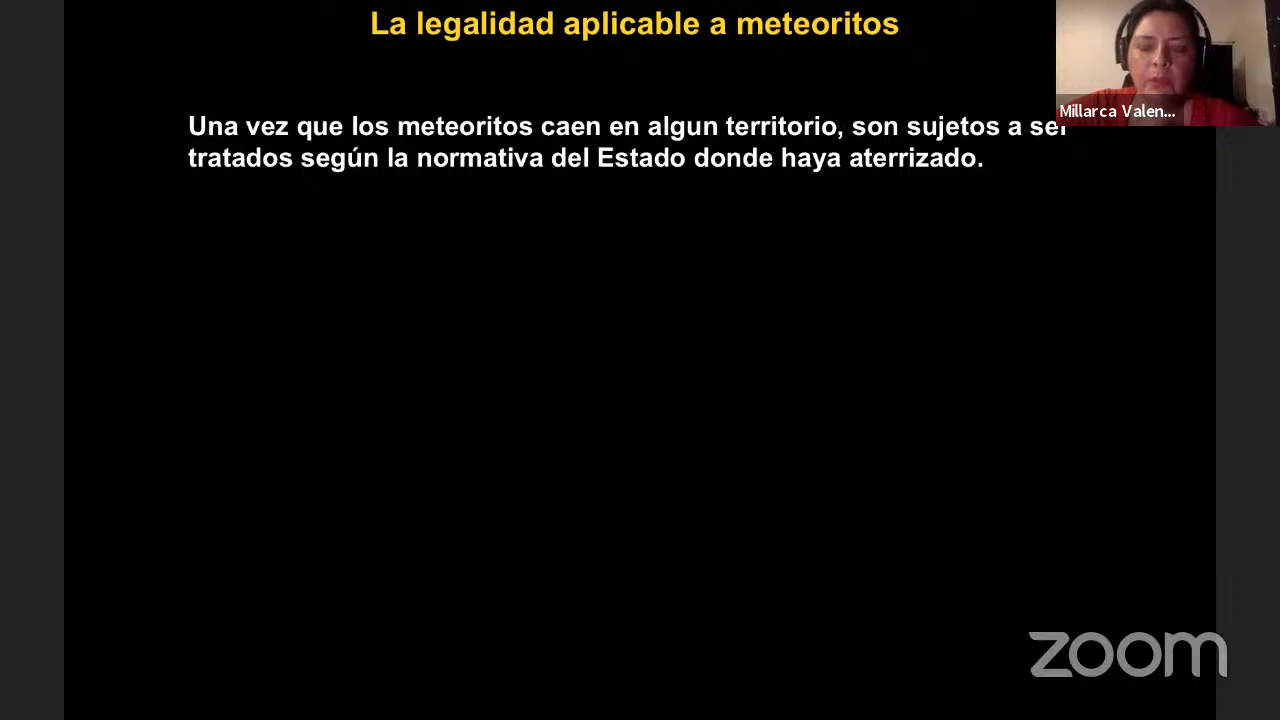 La legalidad aplicable a meteoritos
Millarca Valen...
Una vez que los meteoritos caen en algun territorio, son sujetos a ser
tratados según la normativa del Estado donde haya aterrizado.
zoom